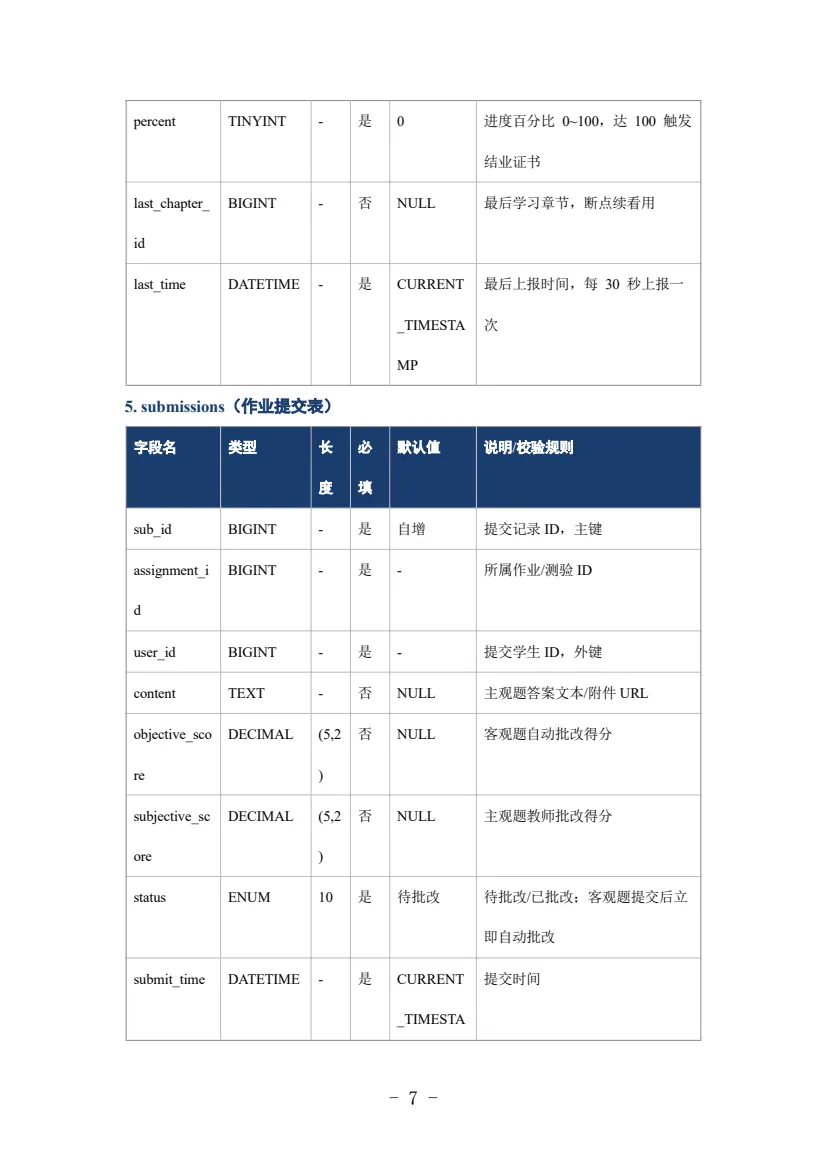 percent TINYINT - 是 0 进度百分比 0~100，达 100 触发
结业证书
last_chapter_ BIGINT - 否 NULL 最后学习章节，断点续看用
id
last_time DATETIME - 是 CURRENT 最后上报时间，每 30 秒上报一
_TIMESTA 次
MP
5. submissions（作业提交表）
字段名 类型 长 必 默认值 说明/校验规则
度 填
sub_id BIGINT - 是 自增 提交记录 ID，主键
assignment_i BIGINT - 是 - 所属作业/测验 ID
d
user_id BIGINT - 是 - 提交学生 ID，外键
content TEXT - 否 NULL 主观题答案文本/附件 URL
objective_sco DECIMAL (5,2 否 NULL 客观题自动批改得分
re )
subjective_sc DECIMAL (5,2 否 NULL 主观题教师批改得分
ore )
status ENUM 10 是 待批改 待批改/已批改；客观题提交后立
即自动批改
submit_time DATETIME - 是 CURRENT 提交时间
_TIMESTA
- 7 -